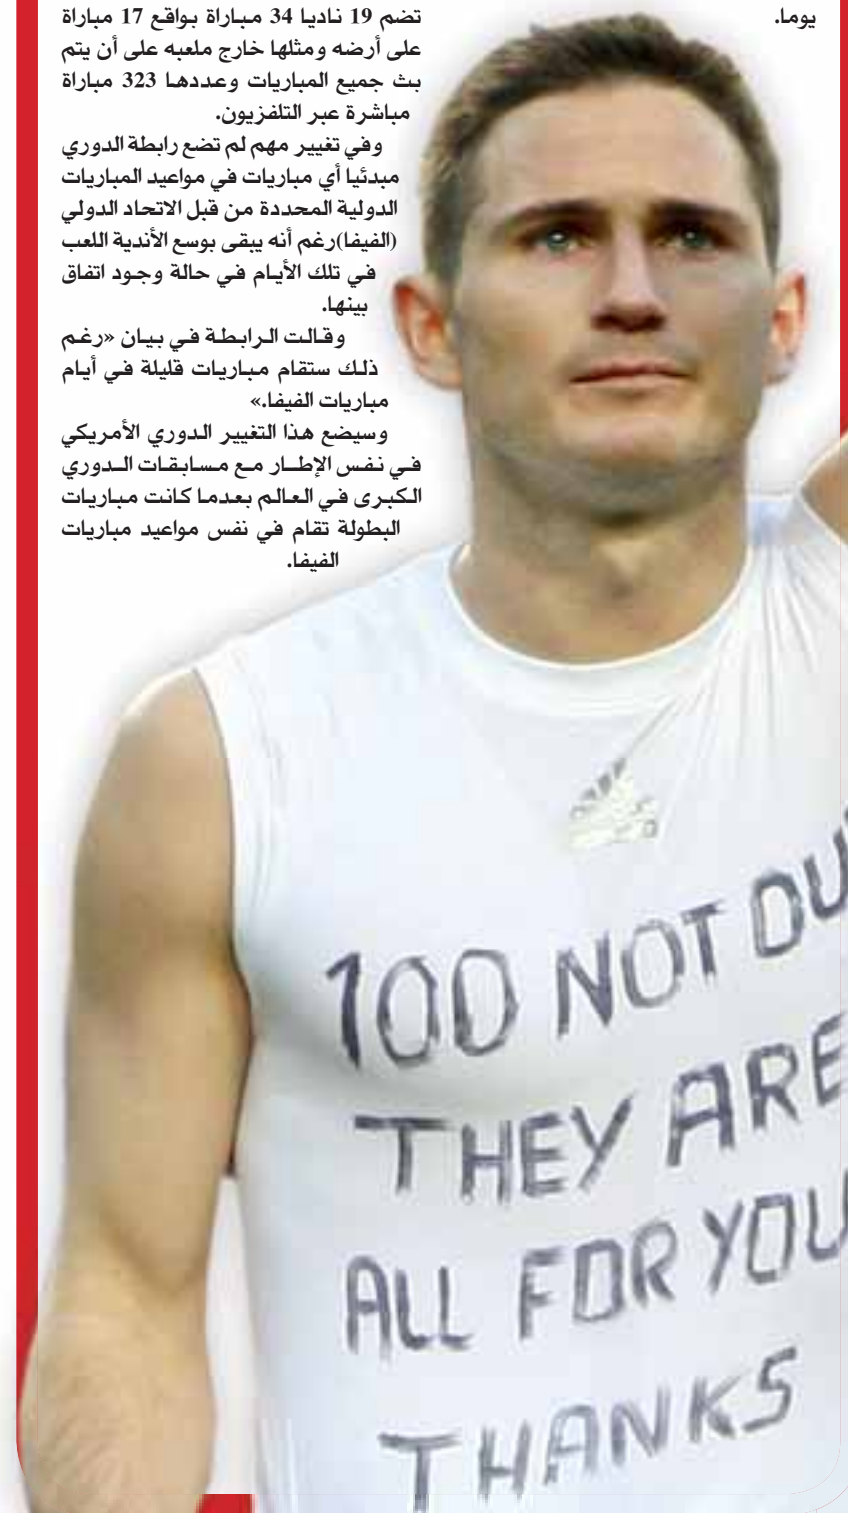 يوما.
تضم 19 ناديا 34 مباراة بواقع 17 مباراة
على أرضه ومثلها خارج ملعبه على أن يتم
بث جميع المباريات وعددها 323 مباراة
مباشرة عبر التلفزيون.
وفي تغيير مهم لم تضع رابطة الدوري
مبدئيا أي مباريات في مواعيد المباريات
الدولية المحددة من قبل الاتحاد الدولي
(الفيفا)رغم أنه يبقى بوسع الأندية اللعب
في تلك الأيام في حالة وجود اتفاق
بينها.
وقالت الرابطة في بيان «رغم
ذلك ستقام مباريات قليلة في أيام
مباريات الفيفا.»
وسيضع هذا التغيير الدوري الأمريكي
في نفس الإطار مع مسابقات الدوري
الكبرى في العالم بعدما كانت مباريات
البطولة تقام في نفس مواعيد مباريات
الفيفا.
100 NOT OU
THEY ARE
ALL FOR YOU
THANKS